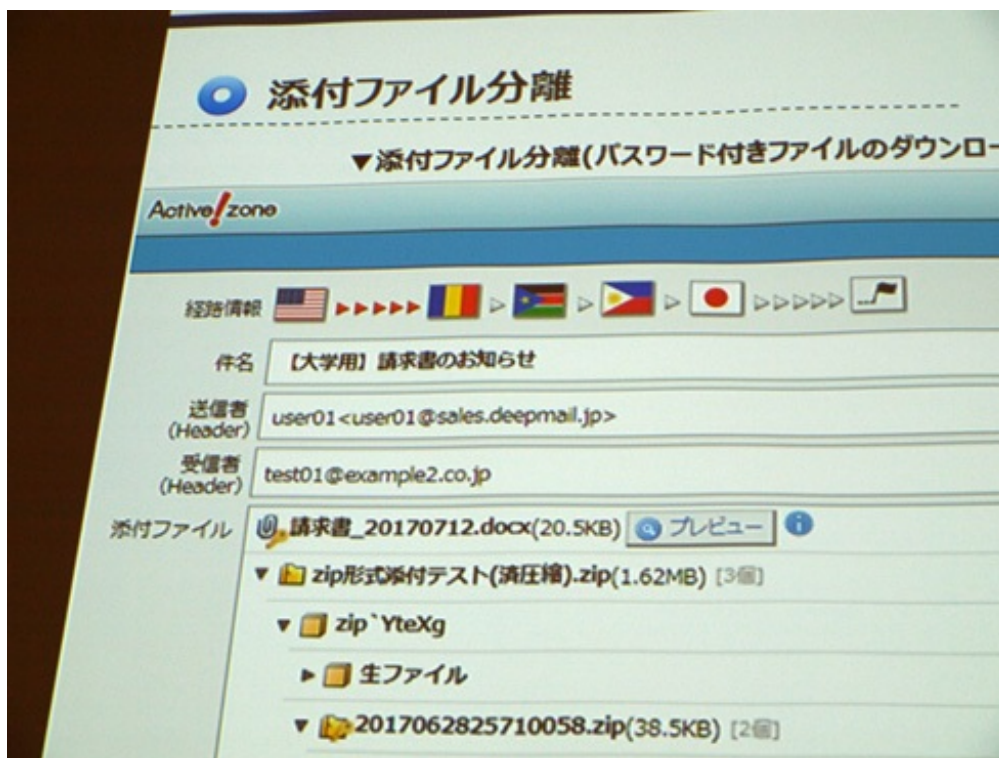 添付ファイル分離
▼添付ファイル分離(パスワード付きファイルのダウンロー
Active! zone
経路情報
件名 【大学用】請求書のお知らせ
送信者 (Header) user01<user01@sales.deepmail.jp>
受信者 (Header) test01@example2.co.jp
添付ファイル 請求書_20170712.docx(20.5KB) プレビュー
zip形式添付テスト(済圧縮).zip(1.62MB) [3個]
zip`YteXg
生ファイル
2017062825710058.zip(38.5KB) [2個]